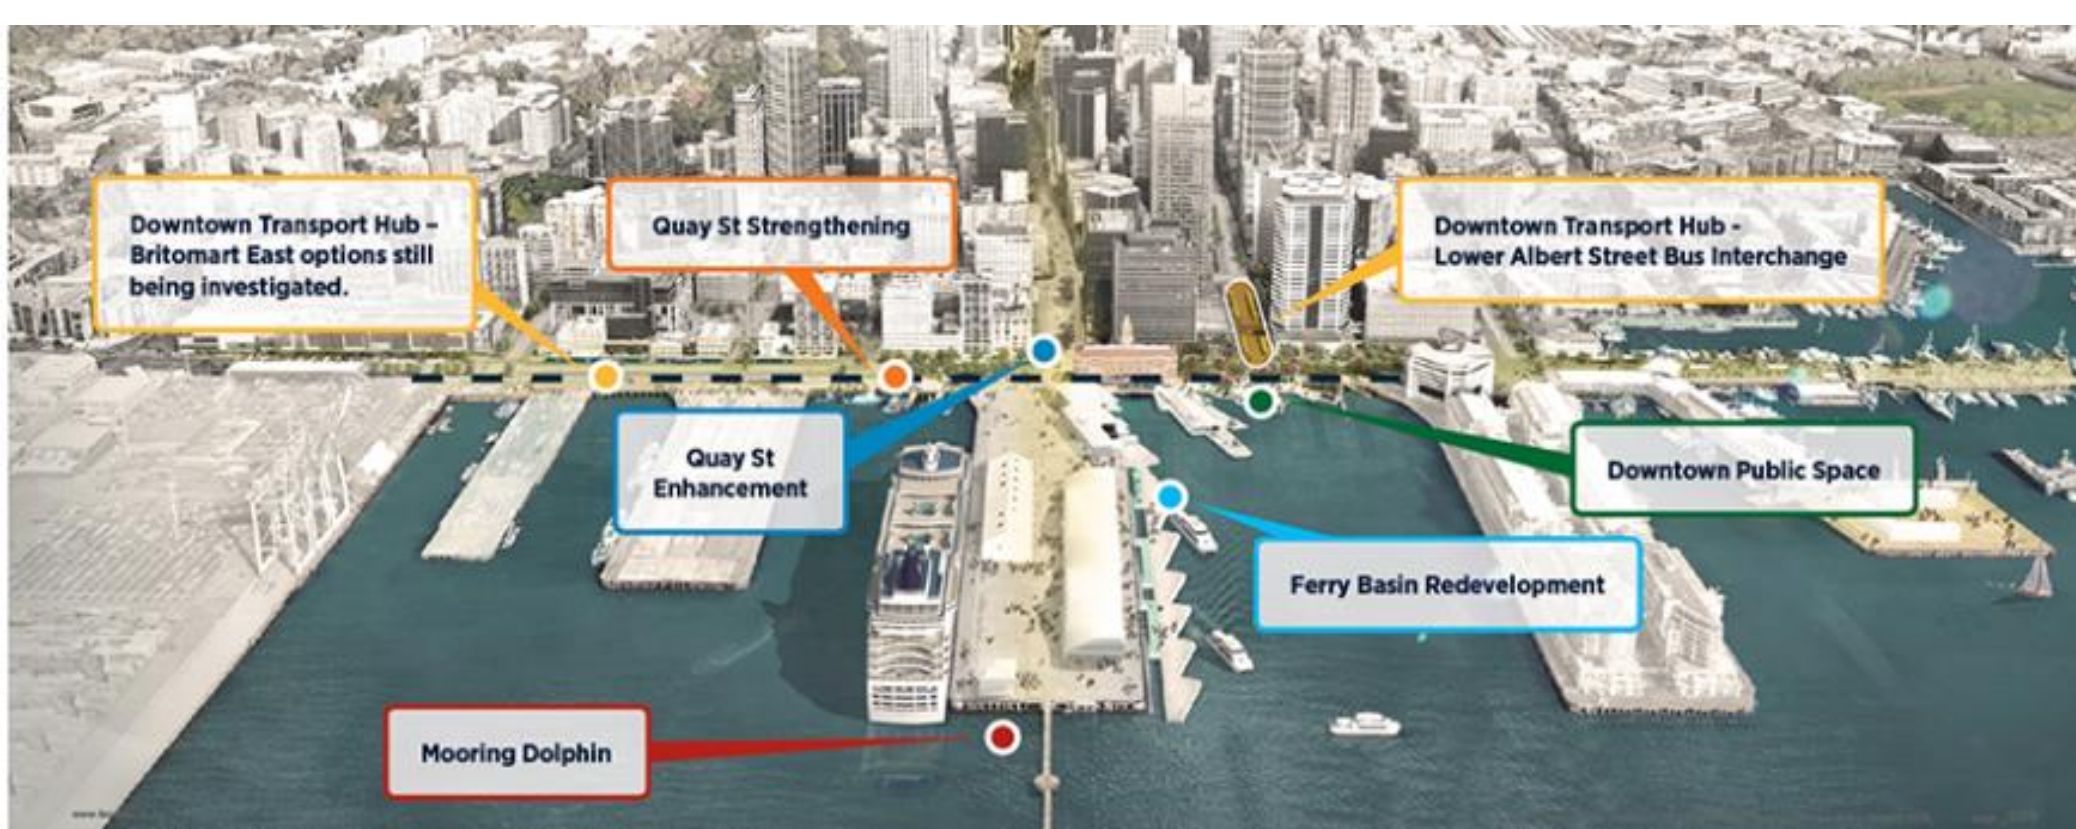 Downtown Transport Hub –
Britomart East options still
being investigated.
Quay St Strengthening
Downtown Transport Hub -
Lower Albert Street Bus Interchange
Quay St
Enhancement
Downtown Public Space
Ferry Basin Redevelopment
Mooring Dolphin